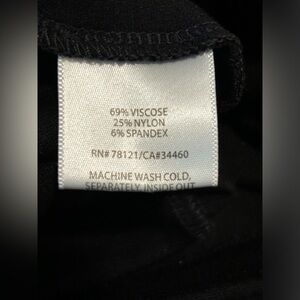 69% VISCOSE
25% NYLON
6% SPANDEX
RN# 78121/CA#34460
MACHINE WASH COLD,
SEPARATELY INSIDE OUT